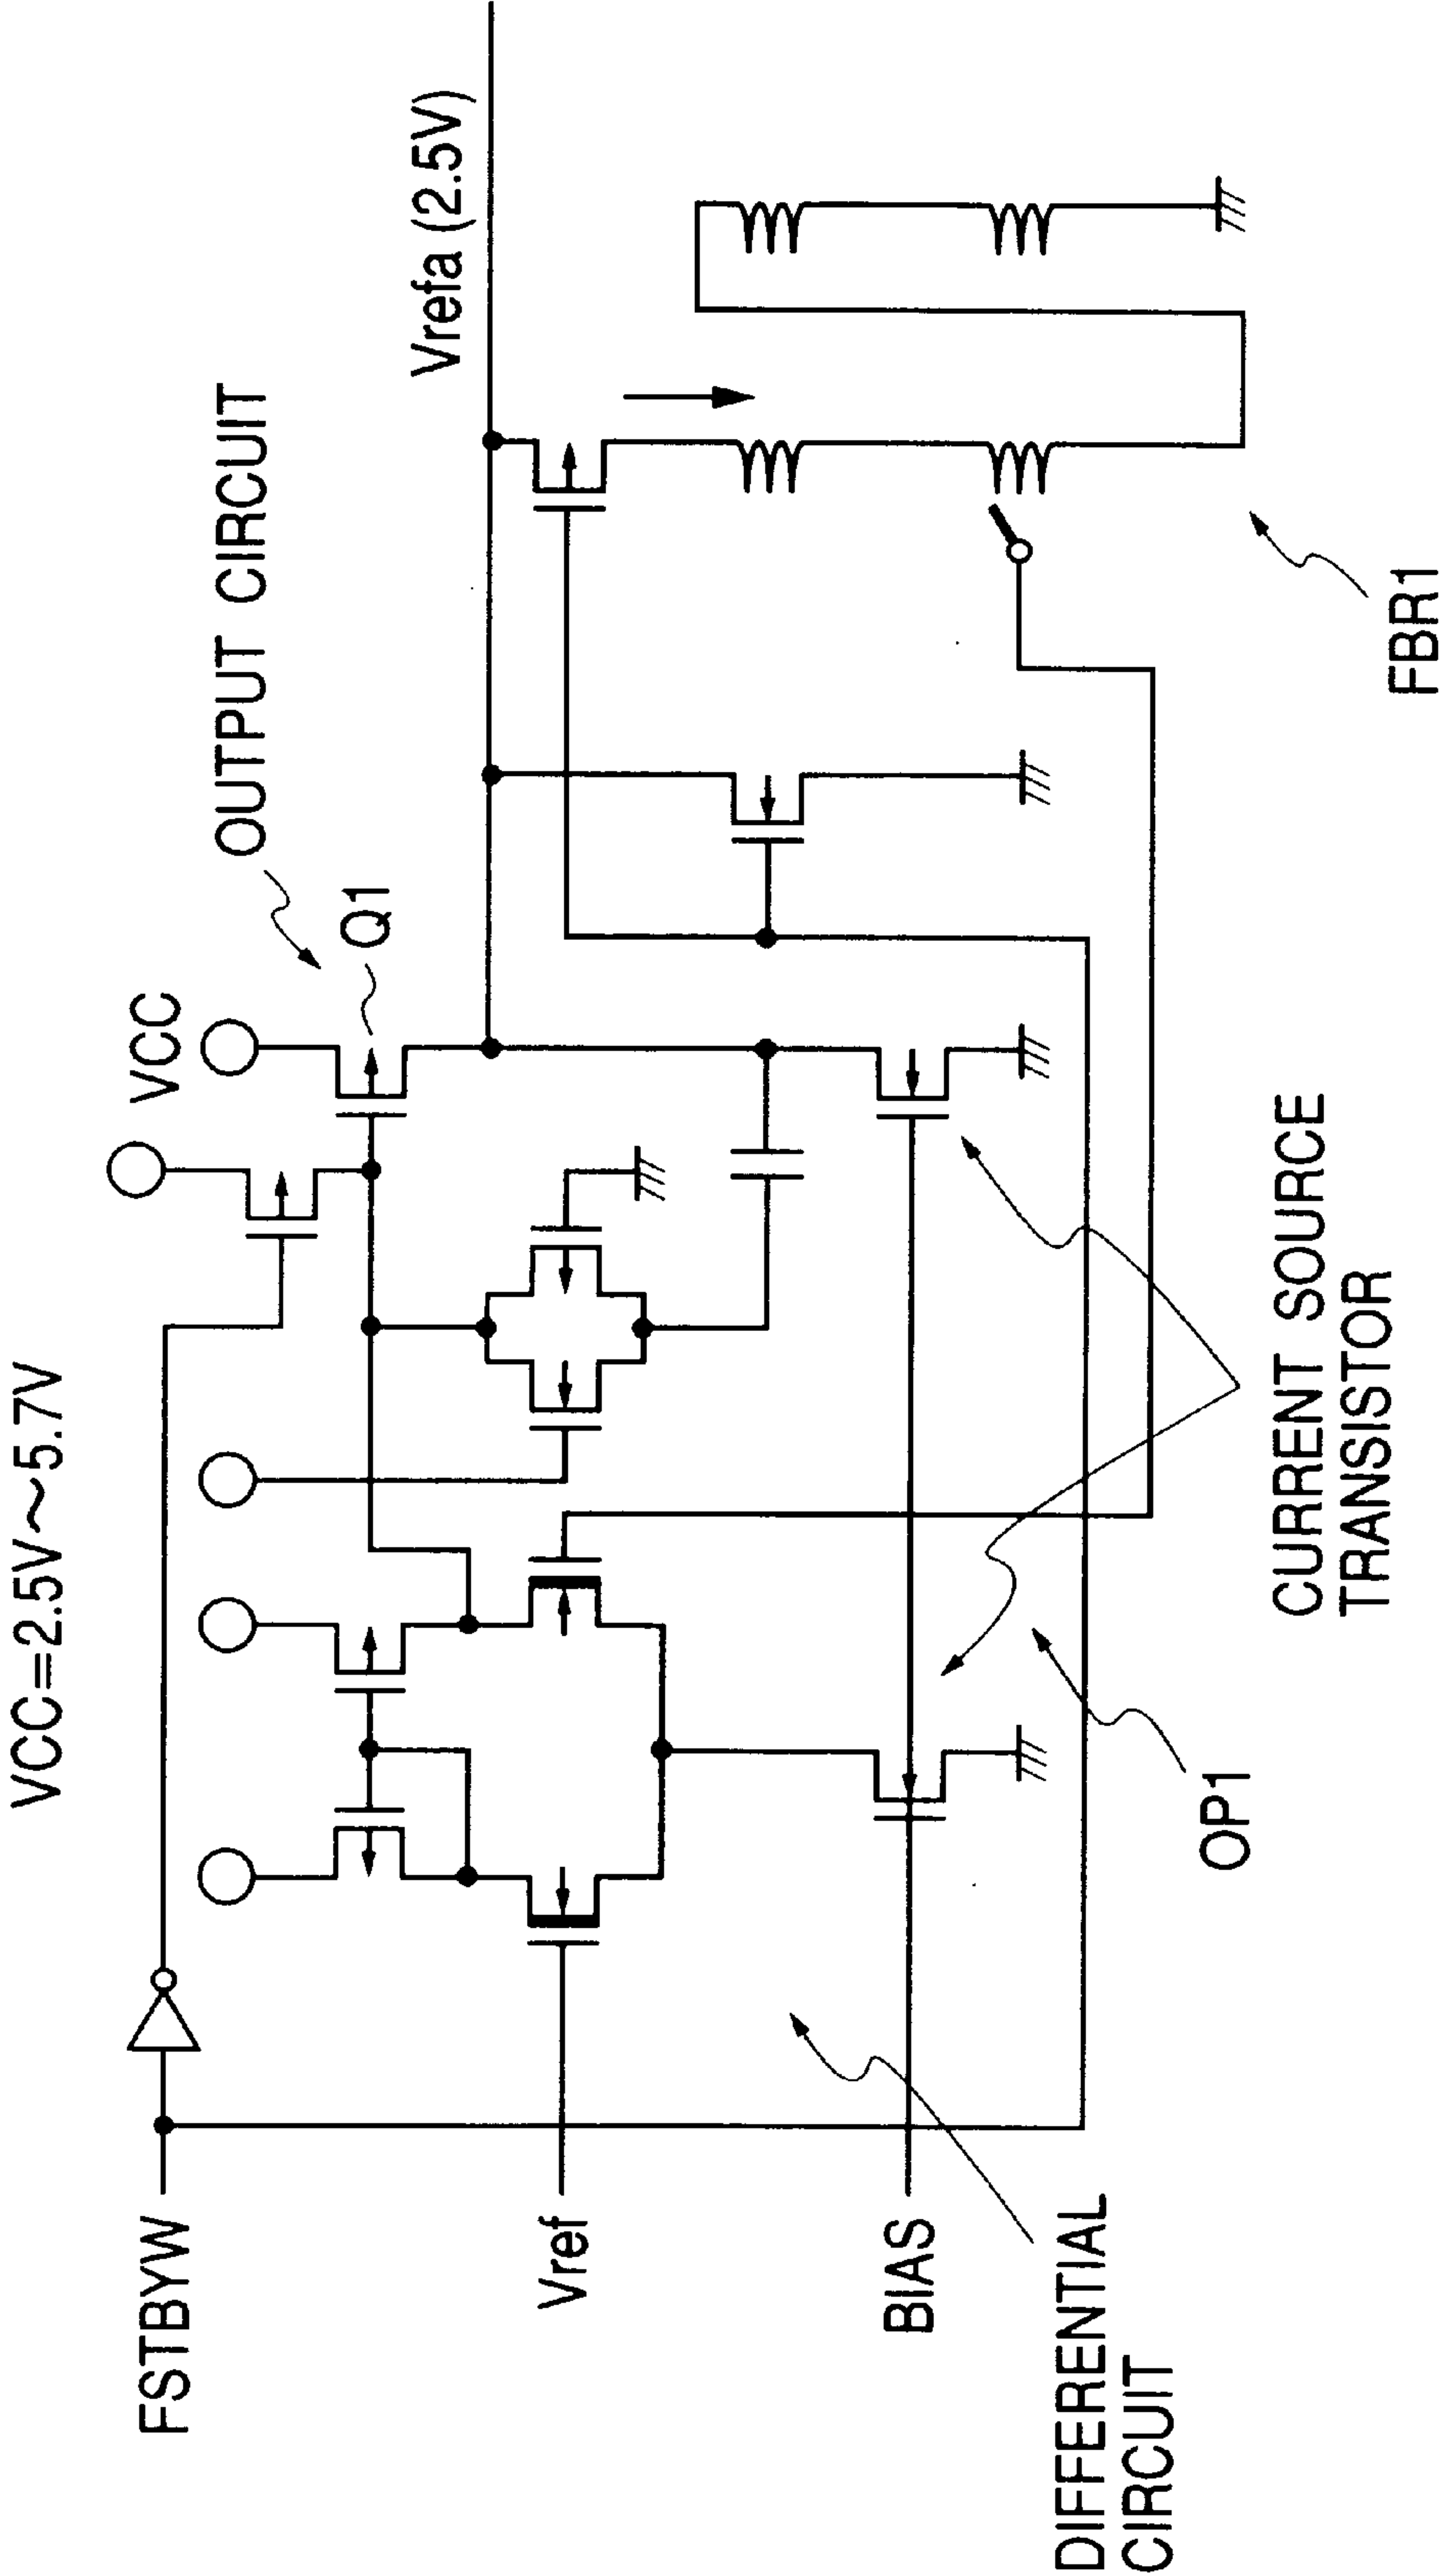 VCC=2.5V～5.7V
FSTBYW
VCC
OUTPUT CIRCUIT
Q1
Vrefa (2.5V)
Vref
BIAS
DIFFERENTIAL
CIRCUIT
OP1
CURRENT SOURCE
TRANSISTOR
FBR1